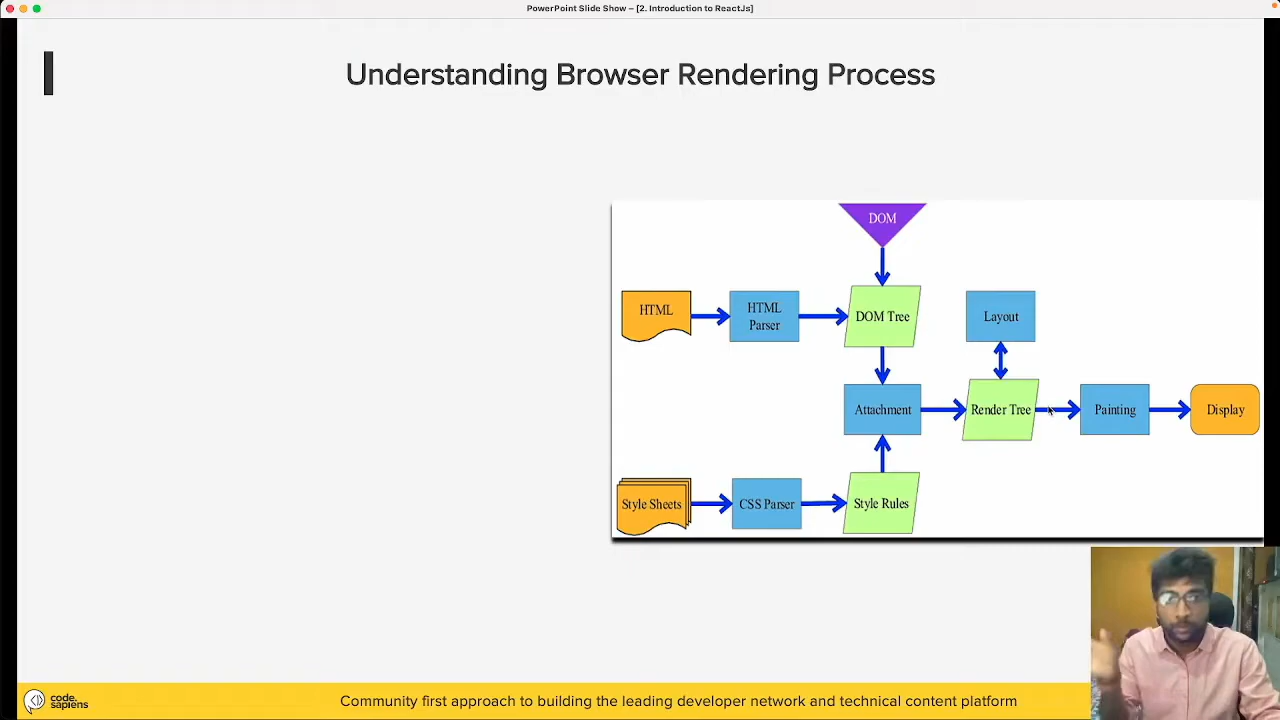 PowerPoint Slide Show – [2. Introduction to ReactJs]
Understanding Browser Rendering Process
DOM
HTML
HTML
Parser
DOM Tree
Layout
Attachment
Render Tree
Painting
Display
Style Sheets
CSS Parser
Style Rules
code.
sapiens
Community first approach to building the leading developer network and technical content platform